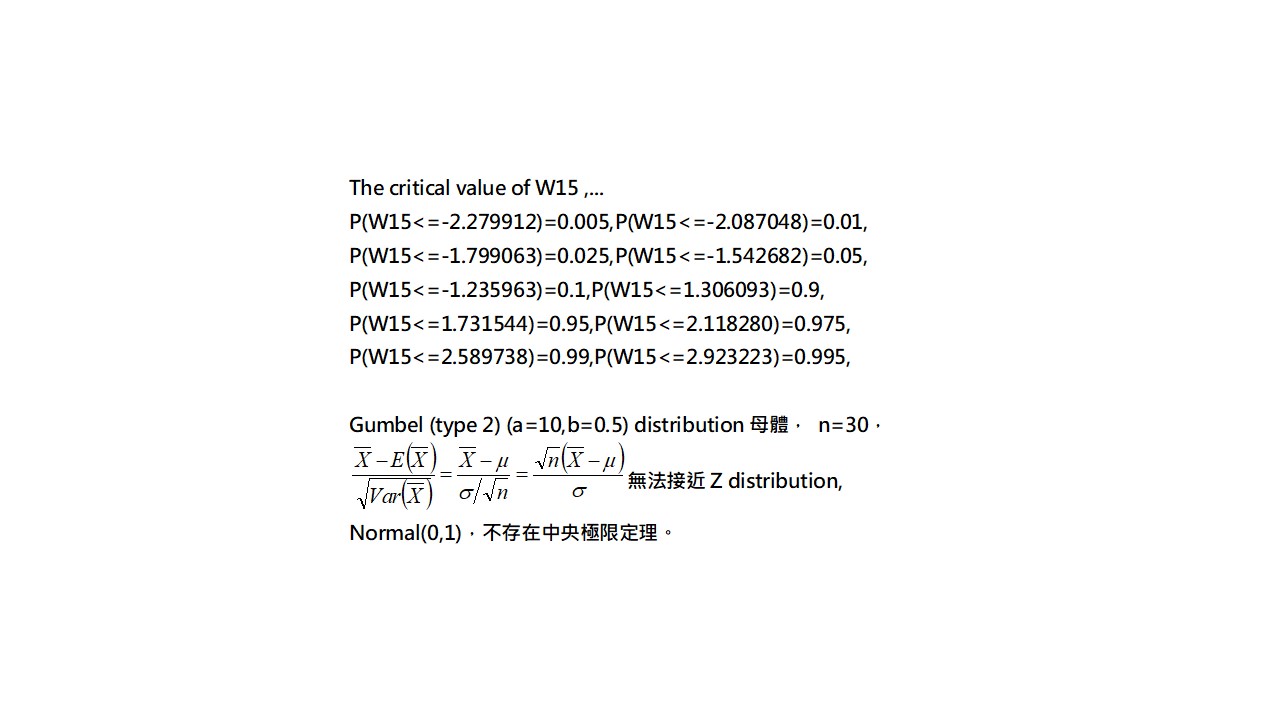 The critical value of W15 ,...
P(W15<=-2.279912)=0.005,P(W15<=-2.087048)=0.01,
P(W15<=-1.799063)=0.025,P(W15<=-1.542682)=0.05,
P(W15<=-1.235963)=0.1,P(W15<=1.306093)=0.9,
P(W15<=1.731544)=0.95,P(W15<=2.118280)=0.975,
P(W15<=2.589738)=0.99,P(W15<=2.923223)=0.995,
Gumbel (type 2) (a=10,b=0.5) distribution 母體， n=30，
\frac{\overline{X}-E(\overline{X})}{\sqrt{Var(\overline{X})}}=\frac{\overline{X}-μ}{σ/\sqrt{n}}=\frac{\sqrt{n}(\overline{X}-μ)}{σ} 無法接近 Z distribution,
Normal(0,1)，不存在中央極限定理。